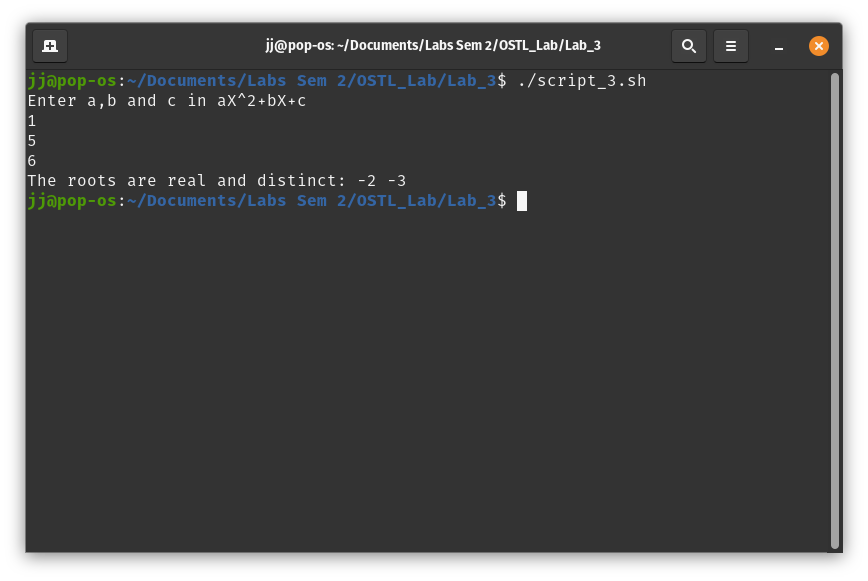 jj@pop-os: ~/Documents/Labs Sem 2/OSTL_Lab/Lab_3
jj@pop-os:~/Documents/Labs Sem 2/OSTL_Lab/Lab_3$ ./script_3.sh
Enter a,b and c in aX^2+bX+c
1
5
6
The roots are real and distinct: -2 -3
jj@pop-os:~/Documents/Labs Sem 2/OSTL_Lab/Lab_3$